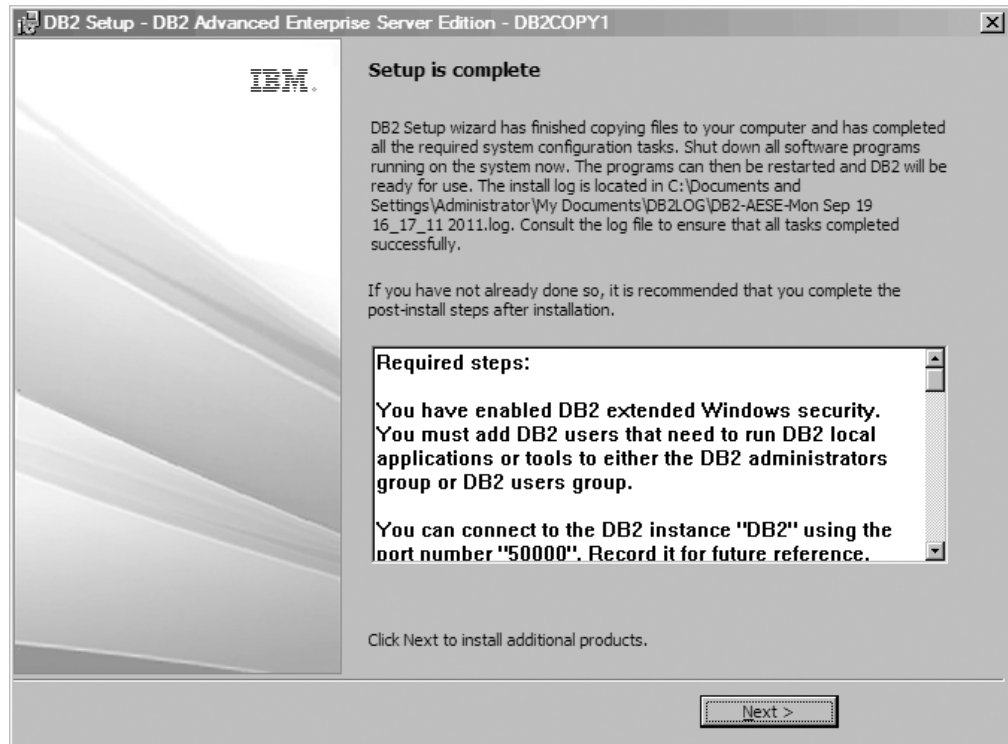 DB2 Setup - DB2 Advanced Enterprise Server Edition - DB2COPY1
IBM.
Setup is complete
DB2 Setup wizard has finished copying files to your computer and has completed
all the required system configuration tasks. Shut down all software programs
running on the system now. The programs can then be restarted and DB2 will be
ready for use. The install log is located in C:\Documents and
Settings\Administrator\My Documents\DB2LOG\DB2-AESE-Mon Sep 19
16_17_11 2011.log. Consult the log file to ensure that all tasks completed
successfully.
If you have not already done so, it is recommended that you complete the
post-install steps after installation.
Required steps:
You have enabled DB2 extended Windows security.
You must add DB2 users that need to run DB2 local
applications or tools to either the DB2 administrators
group or DB2 users group.
You can connect to the DB2 instance "DB2" using the
port number "50000". Record it for future reference.
Click Next to install additional products.
Next >